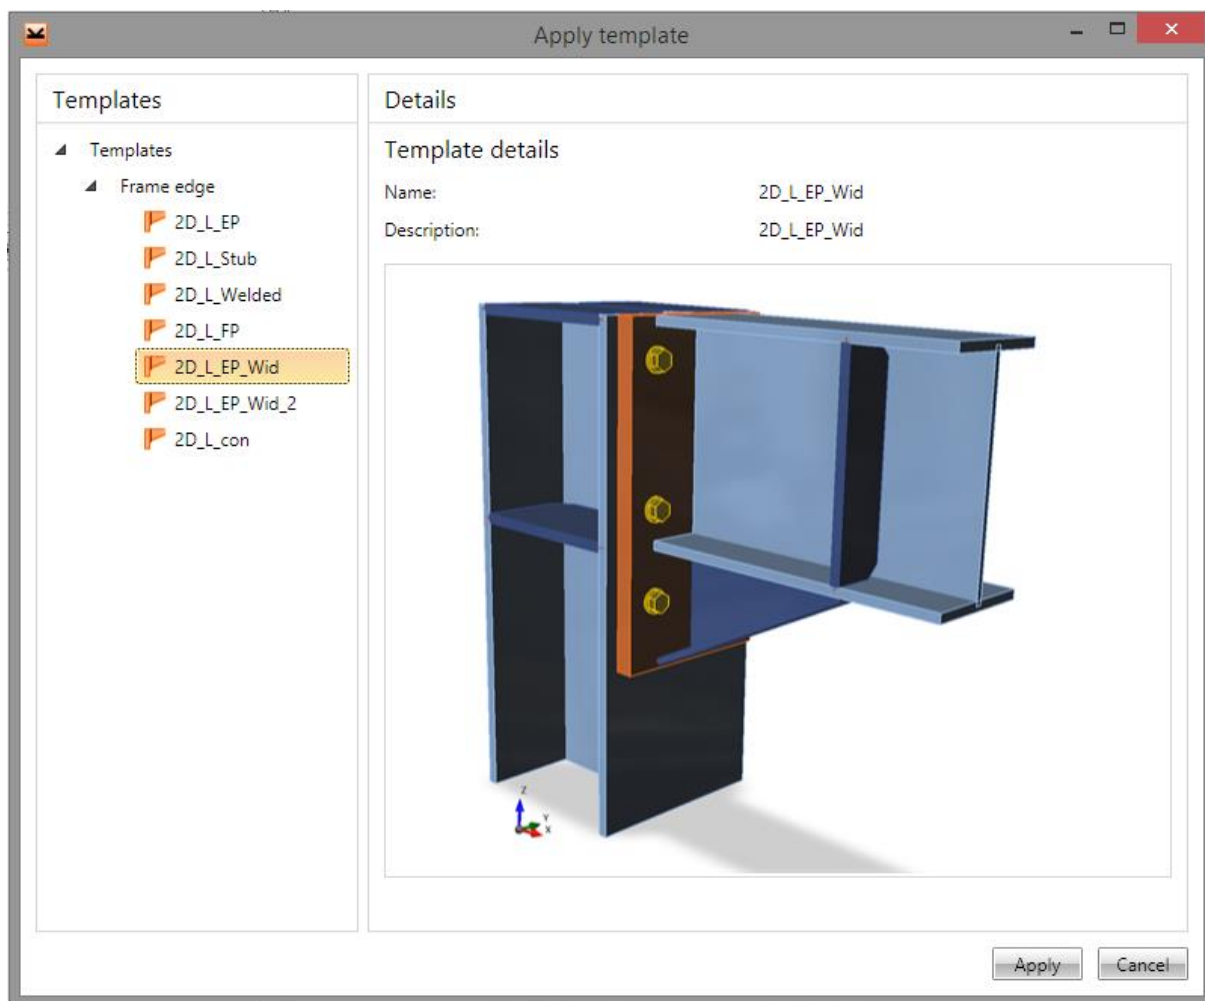 Apply template
Templates
Templates
Frame edge
2D_L_EP
2D_L_Stub
2D_L_Welded
2D_L_FP
2D_L_EP_Wid
2D_L_EP_Wid_2
2D_L_con
Details
Template details
Name: 2D_L_EP_Wid
Description: 2D_L_EP_Wid
Z
Y
X
Apply Cancel